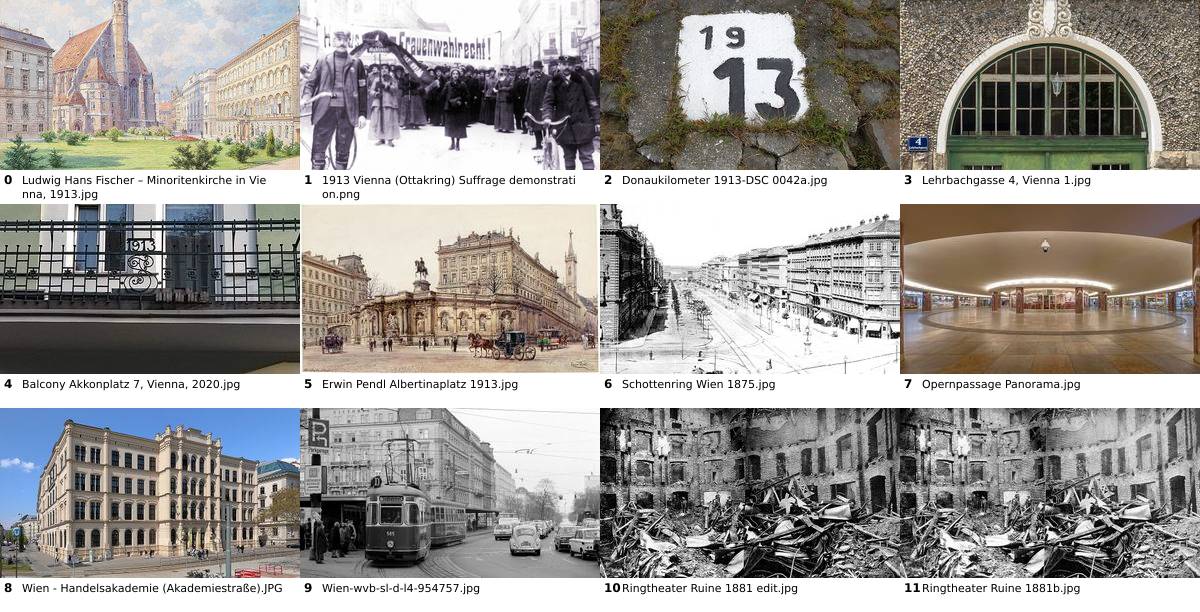 H Frauenwahlrecht!
19
13
4
0 Ludwig Hans Fischer – Minoritenkirche in Vie
nna, 1913.jpg
1 1913 Vienna (Ottakring) Suffrage demonstrati
on.png
2 Donaukilometer 1913-DSC 0042a.jpg
3 Lehrbachgasse 4, Vienna 1.jpg
1913
4 Balcony Akkonplatz 7, Vienna, 2020.jpg
5 Erwin Pendl Albertinaplatz 1913.jpg
6 Schottenring Wien 1875.jpg
7 Opernpassage Panorama.jpg
P
8 Wien - Handelsakademie (Akademiestraße).JPG
9 Wien-wvb-sl-d-l4-954757.jpg
10 Ringtheater Ruine 1881 edit.jpg
11 Ringtheater Ruine 1881b.jpg